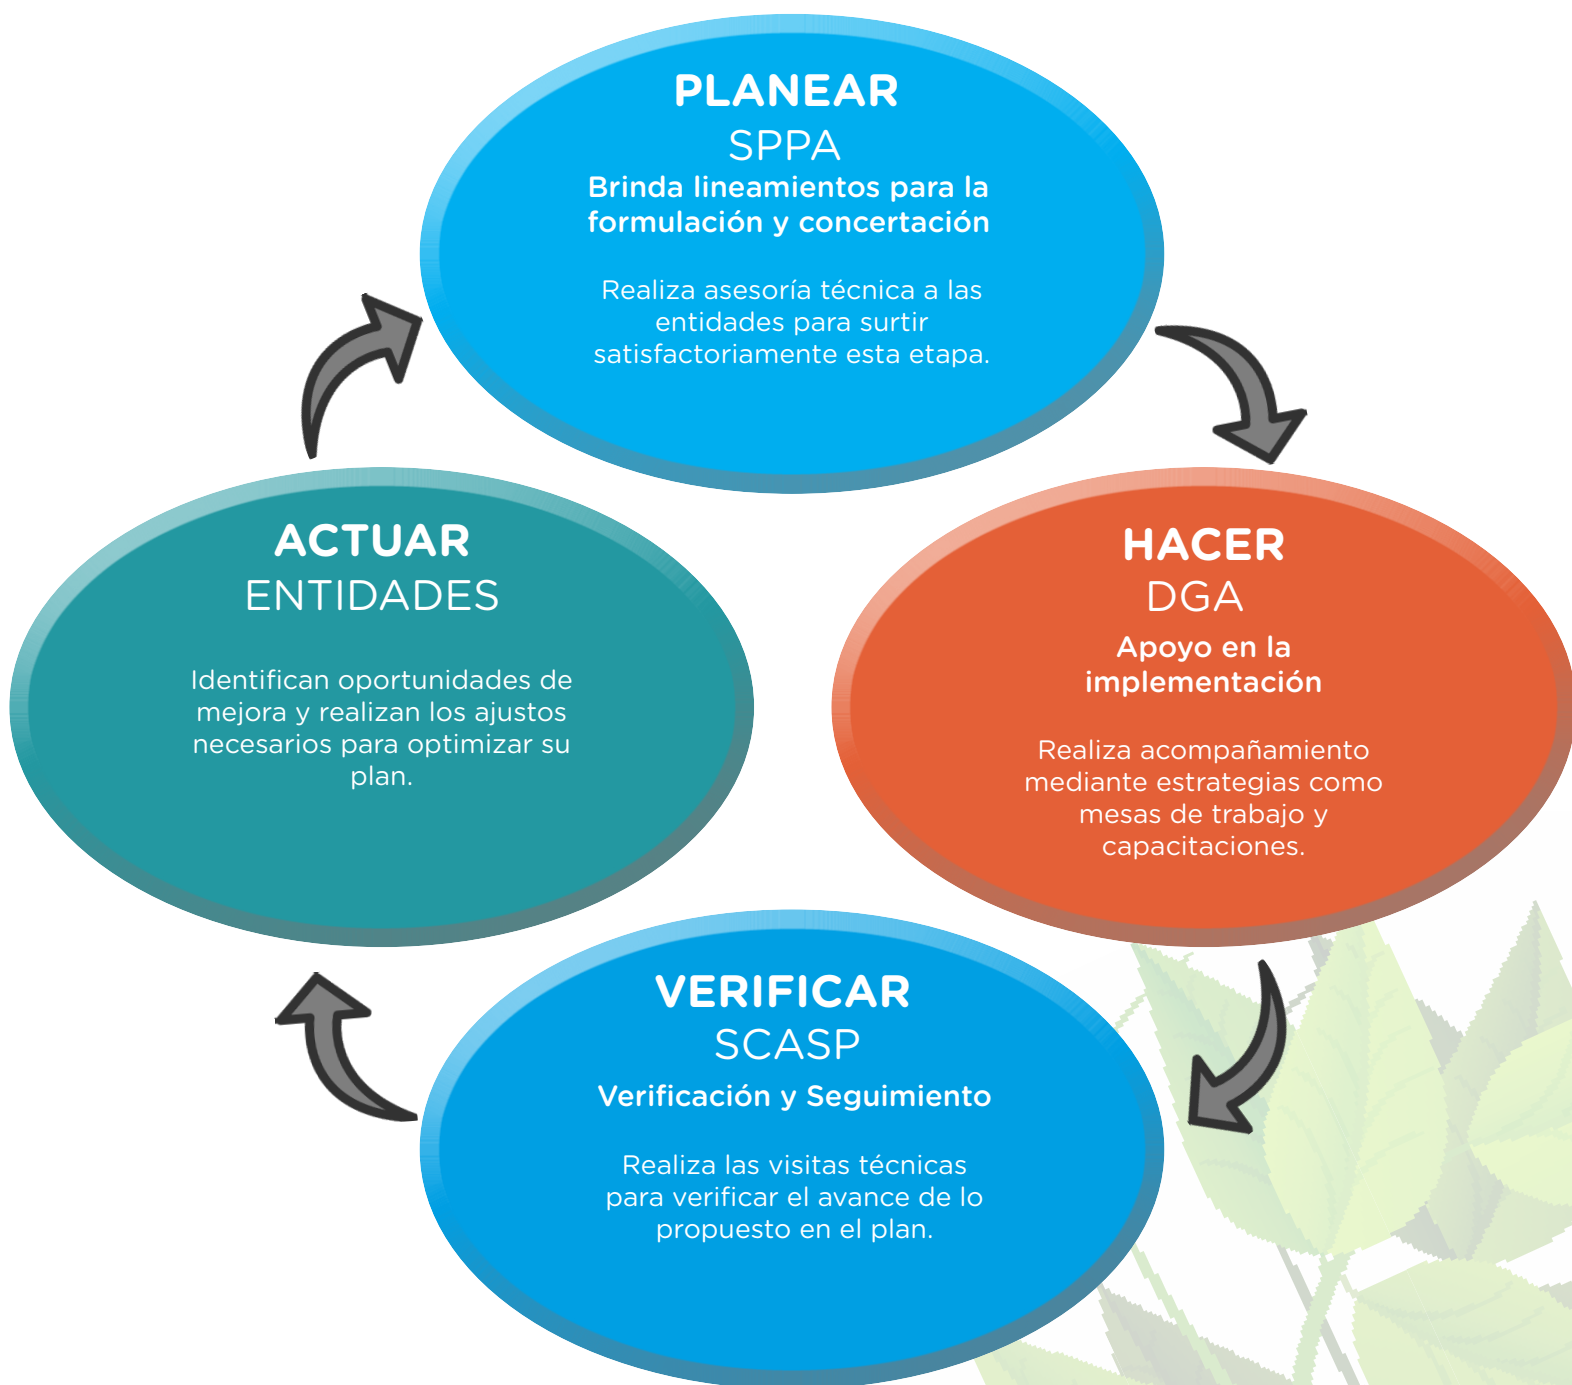 PLANEAR
SPPA
Brinda lineamientos para la
formulación y concertación
Realiza asesoría técnica a las
entidades para surtir
satisfactoriamente esta etapa.
ACTUAR
ENTIDADES
Identifican oportunidades de
mejora y realizan los ajustos
necesarios para optimizar su
plan.
HACER
DGA
Apoyo en la
implementación
Realiza acompañamiento
mediante estrategias como
mesas de trabajo y
capacitaciones.
VERIFICAR
SCASP
Verificación y Seguimiento
Realiza las visitas técnicas
para verificar el avance de lo
propuesto en el plan.